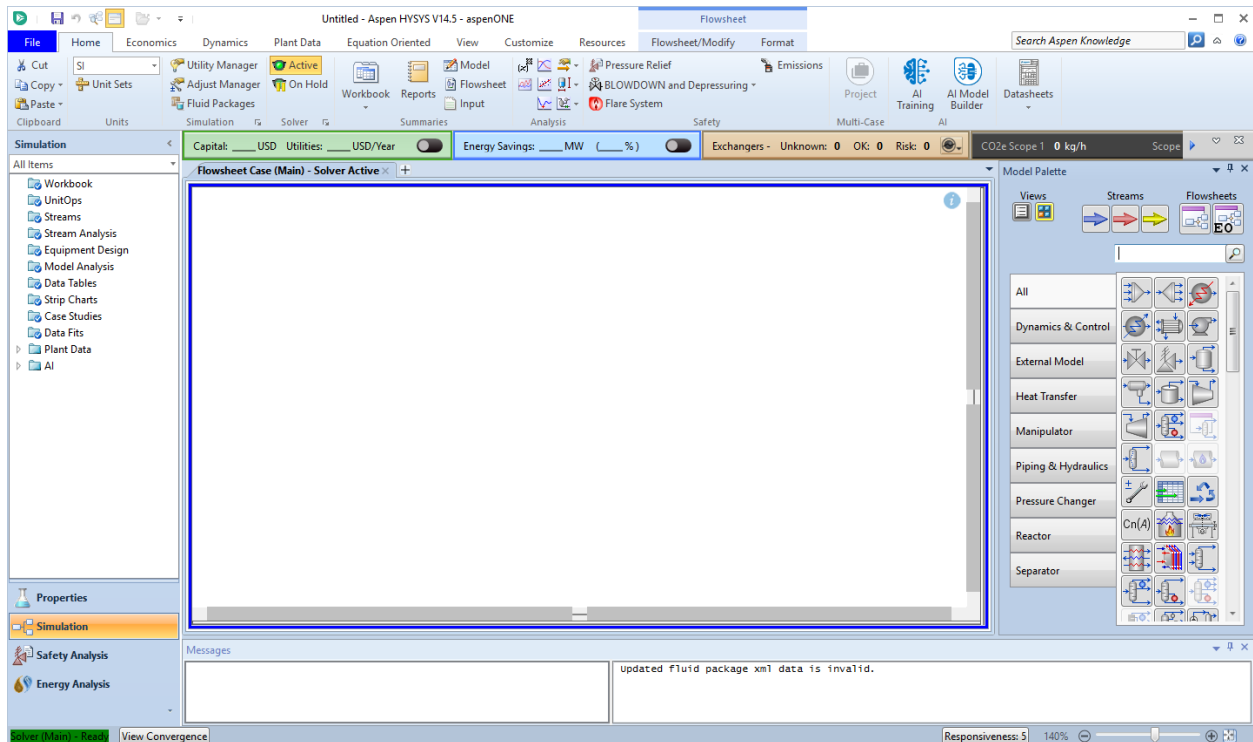 Untitled - Aspen HYSYS V14.5 - aspenONE
Flowsheet
File Home Economics Dynamics Plant Data Equation Oriented View Customize Resources Flowsheet/Modify Format
Search Aspen Knowledge
Cut
Copy
Paste
Clipboard
SI
Unit Sets
Units
Utility Manager
Adjust Manager
Fluid Packages
Simulation
Active
On Hold
Solver
Workbook
Reports
Model
Flowsheet
Input
Summaries
Analysis
Pressure Relief
BLOWDOWN and Depressuring
Flare System
Emissions
Safety
Project
Multi-Case
AI
Training
AI Model
Builder
AI
Datasheets
Simulation
All Items
Workbook
UnitOps
Streams
Stream Analysis
Equipment Design
Model Analysis
Data Tables
Strip Charts
Case Studies
Data Fits
Plant Data
AI
Properties
Simulation
Safety Analysis
Energy Analysis
Capital: ____ USD Utilities: ____ USD/Year
Energy Savings: ____ MW (____ %)
Exchangers - Unknown: 0 OK: 0 Risk: 0
CO2e Scope 1 0 kg/h
Scope
Flowsheet Case (Main) - Solver Active
Model Palette
Views Streams Flowsheets
EO
All
Dynamics & Control
External Model
Heat Transfer
Manipulator
Piping & Hydraulics
Pressure Changer
Reactor
Separator
Cn(A)
Messages
Updated fluid package xml data is invalid.
Solver (Main) - Ready
View Convergence
Responsiveness: 5
140%